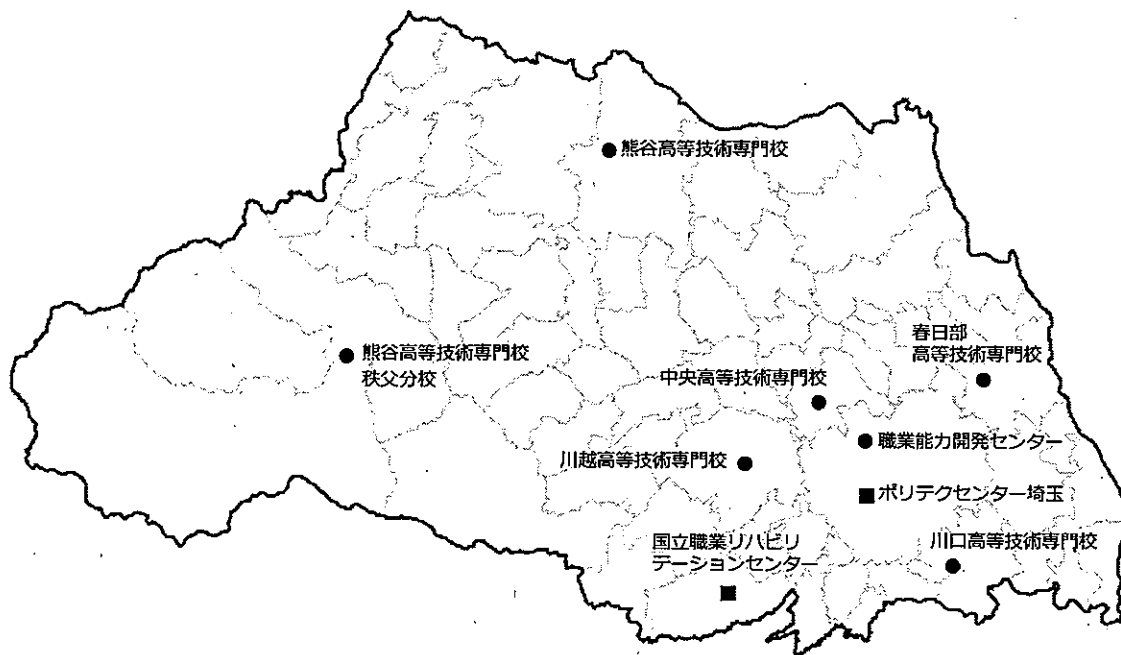 熊谷高等技術専門校
熊谷高等技術専門校
秩父分校
春日部
高等技術専門校
中央高等技術専門校
職業能力開発センター
川越高等技術専門校
ポリテクセンター埼玉
国立職業リハビリ
テーションセンター
川口高等技術専門校